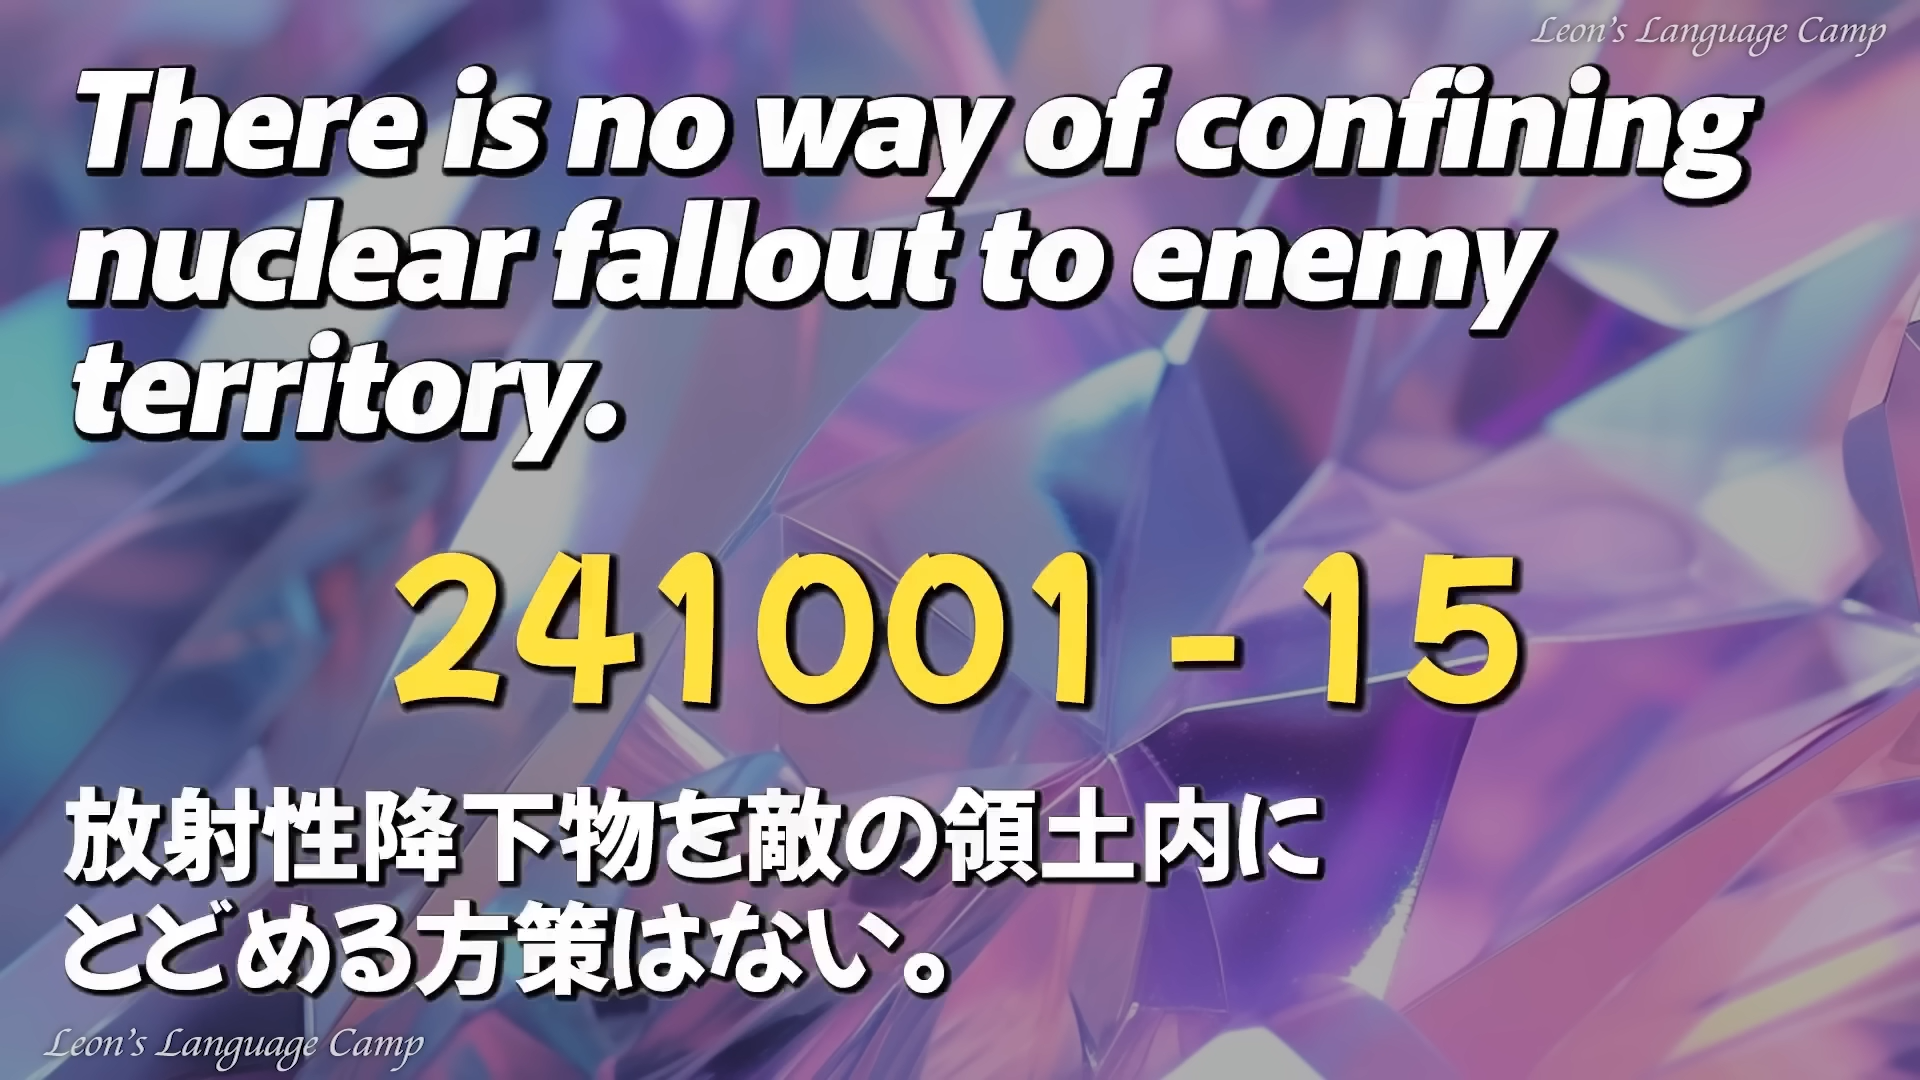 Leon's Language Camp
There is no way of confining
nuclear fallout to enemy
territory.
241001-15
放射性降下物を敵の領土内に
とどめる方策はない。
Leon's Language Camp